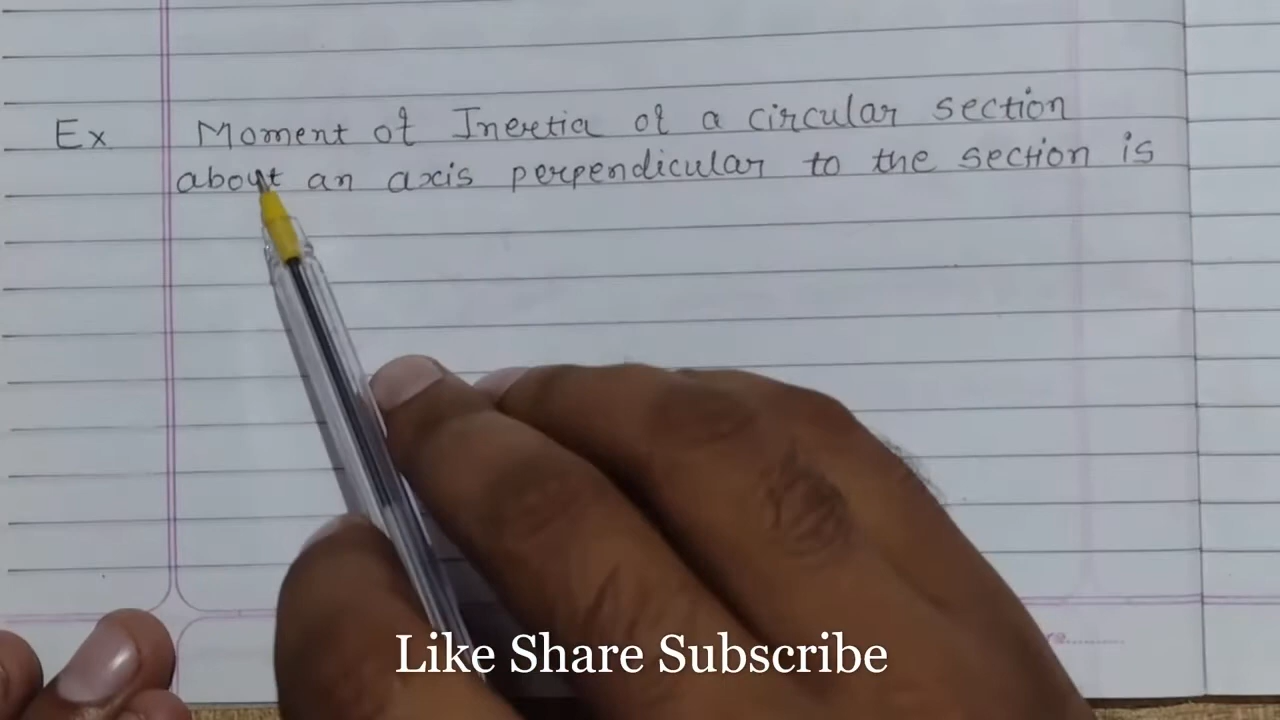 Ex Moment of Inertia of a circular section
about an axis perpendicular to the section is
Like Share Subscribe